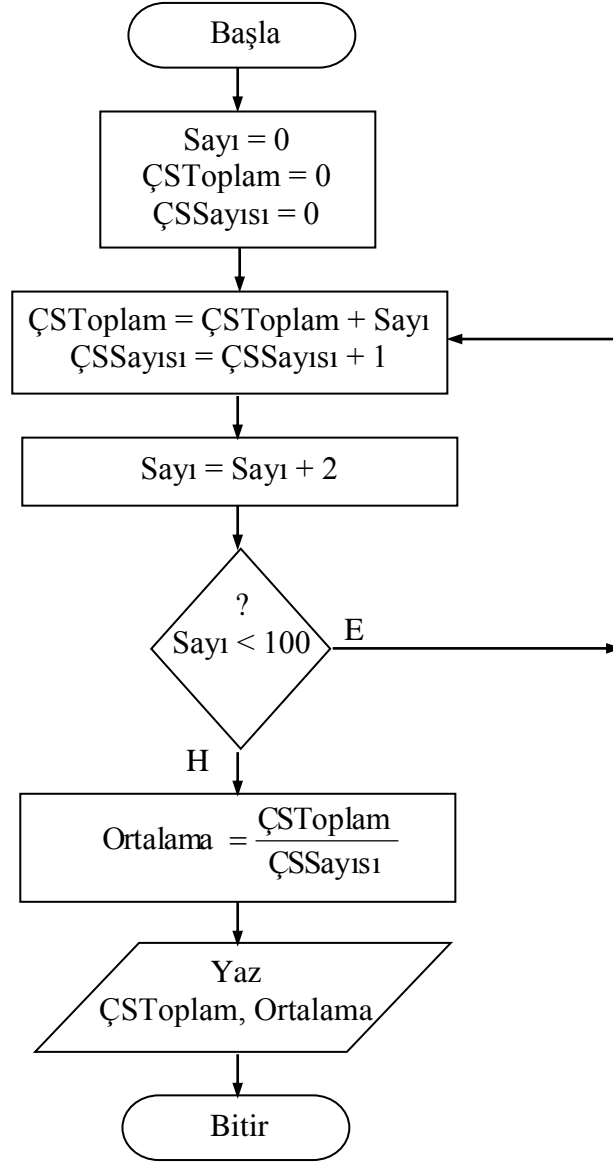 Başla
Sayı = 0
ÇSToplam = 0
ÇSSayısı = 0
ÇSToplam = ÇSToplam + Sayı
ÇSSayısı = ÇSSayısı + 1
Sayı = Sayı + 2
?
Sayı < 100
E
H
Ortalama = ÇSToplam
ÇSSayısı
Yaz
ÇSToplam, Ortalama
Bitir